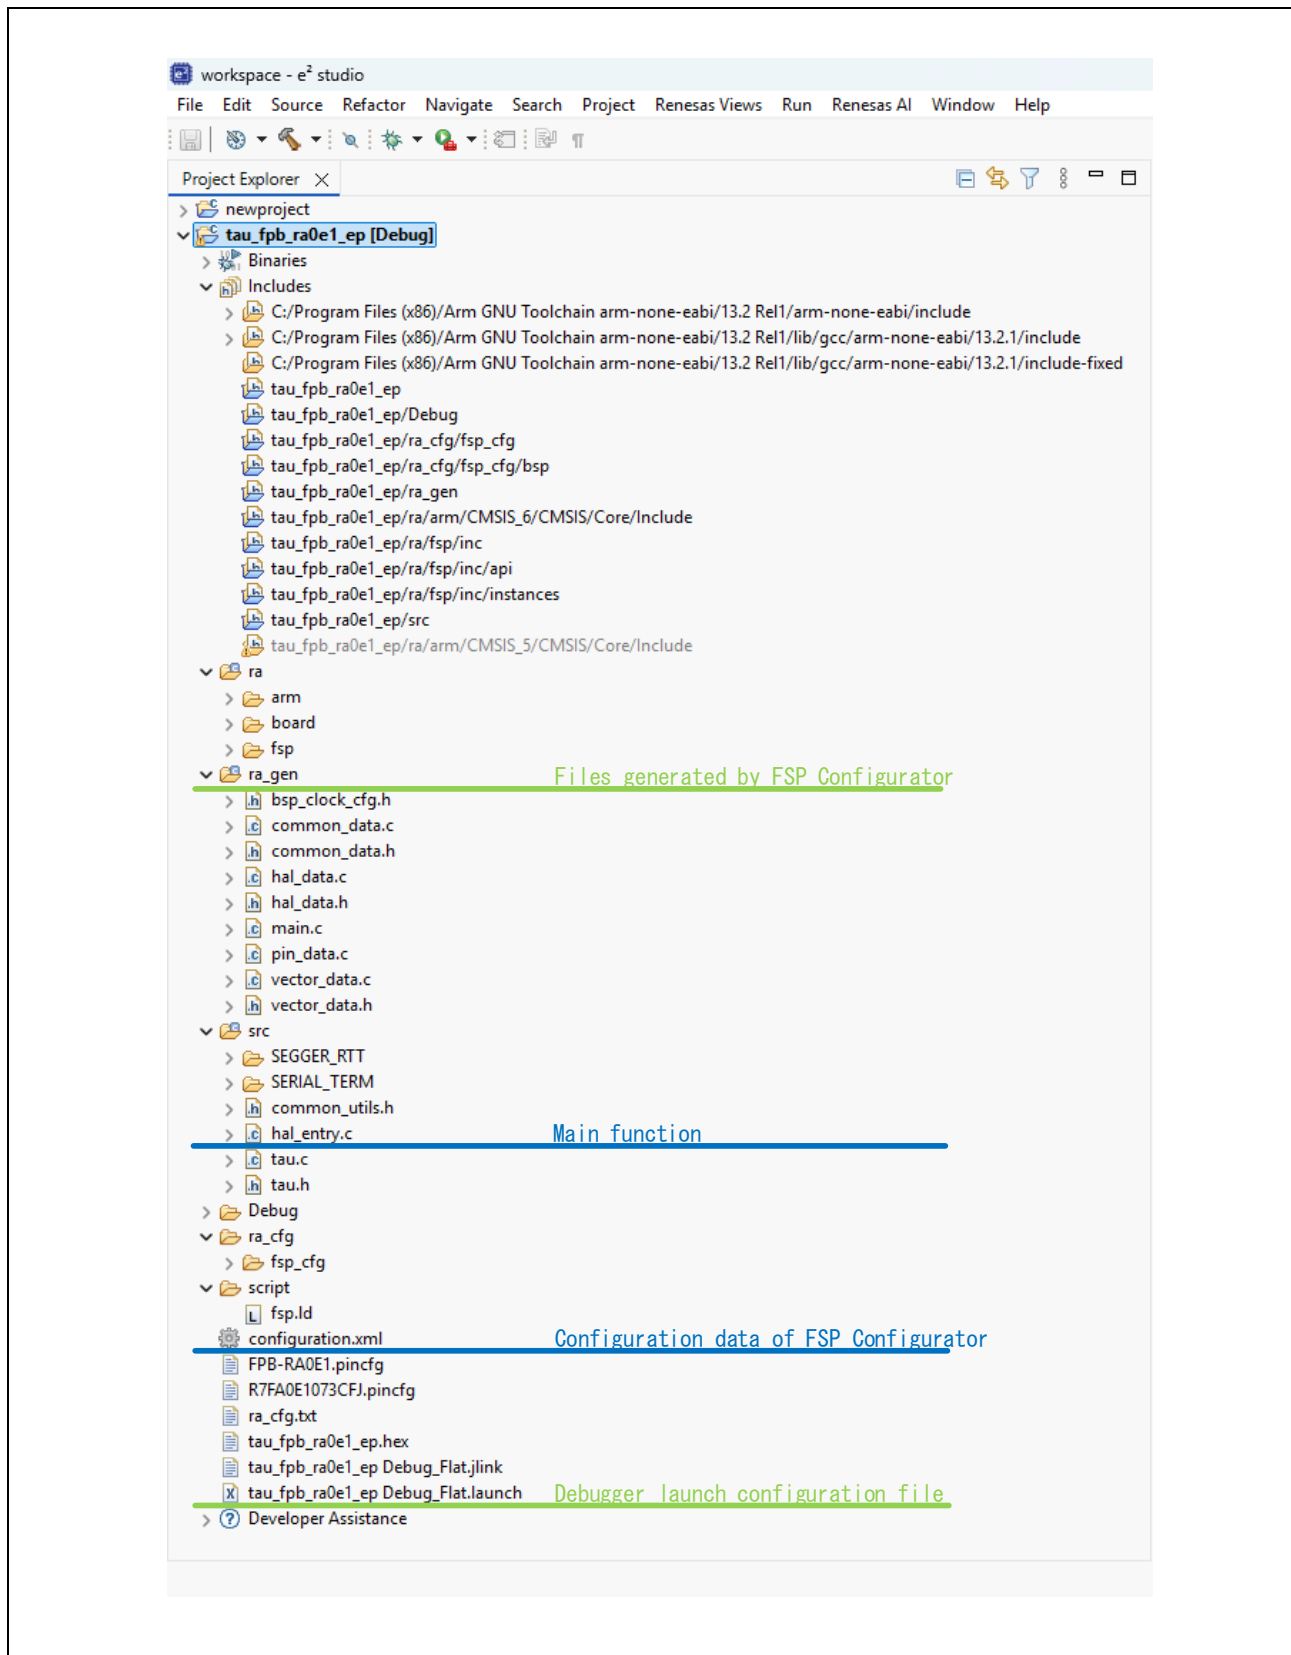 workspace - e² studio
File Edit Source Refactor Navigate Search Project Renesas Views Run Renesas AI Window Help
Project Explorer
newproject
tau_fpb_ra0e1_ep [Debug]
Binaries
Includes
C:/Program Files (x86)/Arm GNU Toolchain arm-none-eabi/13.2 Rel1/arm-none-eabi/include
C:/Program Files (x86)/Arm GNU Toolchain arm-none-eabi/13.2 Rel1/lib/gcc/arm-none-eabi/13.2.1/include
C:/Program Files (x86)/Arm GNU Toolchain arm-none-eabi/13.2 Rel1/lib/gcc/arm-none-eabi/13.2.1/include-fixed
tau_fpb_ra0e1_ep
tau_fpb_ra0e1_ep/Debug
tau_fpb_ra0e1_ep/ra_cfg/fsp_cfg
tau_fpb_ra0e1_ep/ra_cfg/fsp_cfg/bsp
tau_fpb_ra0e1_ep/ra_gen
tau_fpb_ra0e1_ep/ra/arm/CMSIS_6/CMSIS/Core/Include
tau_fpb_ra0e1_ep/ra/fsp/inc
tau_fpb_ra0e1_ep/ra/fsp/inc/api
tau_fpb_ra0e1_ep/ra/fsp/inc/instances
tau_fpb_ra0e1_ep/src
tau_fpb_ra0e1_ep/ra/arm/CMSIS_5/CMSIS/Core/Include
ra
arm
board
fsp
ra_gen Files generated by FSP Configurator
bsp_clock_cfg.h
common_data.c
common_data.h
hal_data.c
hal_data.h
main.c
pin_data.c
vector_data.c
vector_data.h
src
SEGGER_RTT
SERIAL_TERM
common_utils.h
hal_entry.c Main function
tau.c
tau.h
Debug
ra_cfg
fsp_cfg
script
fsp.ld
configuration.xml Configuration data of FSP Configurator
FPB-RA0E1.pincfg
R7FA0E1073CFJ.pincfg
ra_cfg.txt
tau_fpb_ra0e1_ep.hex
tau_fpb_ra0e1_ep Debug_Flat.jlink
tau_fpb_ra0e1_ep Debug_Flat.launch Debugger launch configuration file
Developer Assistance